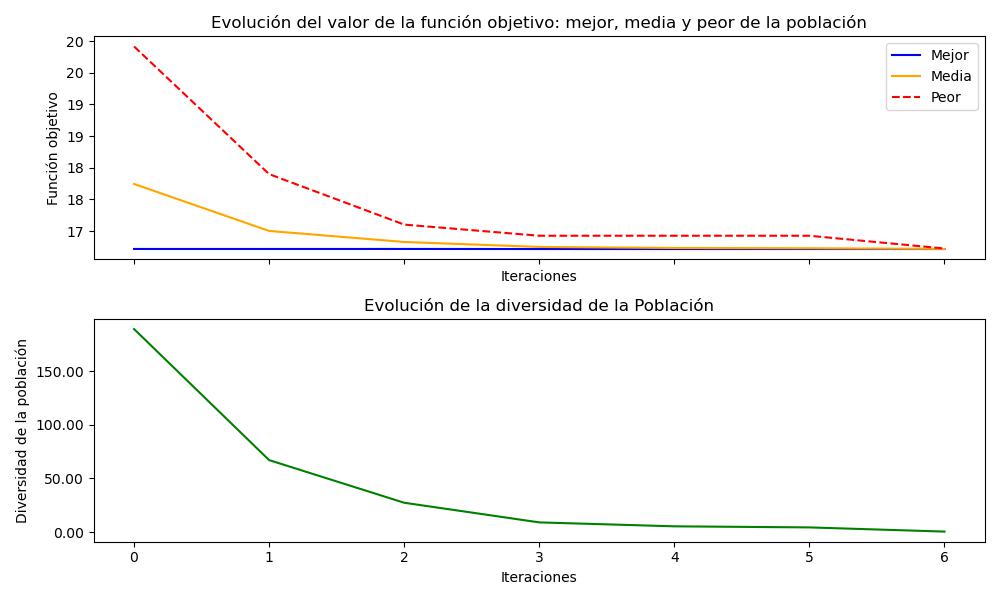 Evolución del valor de la función objetivo: mejor, media y peor de la población
Función objetivo
20
20
19
19
18
18
17
Mejor
Media
Peor
Iteraciones
Evolución de la diversidad de la Población
Diversidad de la población
150.00
100.00
50.00
0.00
0 1 2 3 4 5 6
Iteraciones